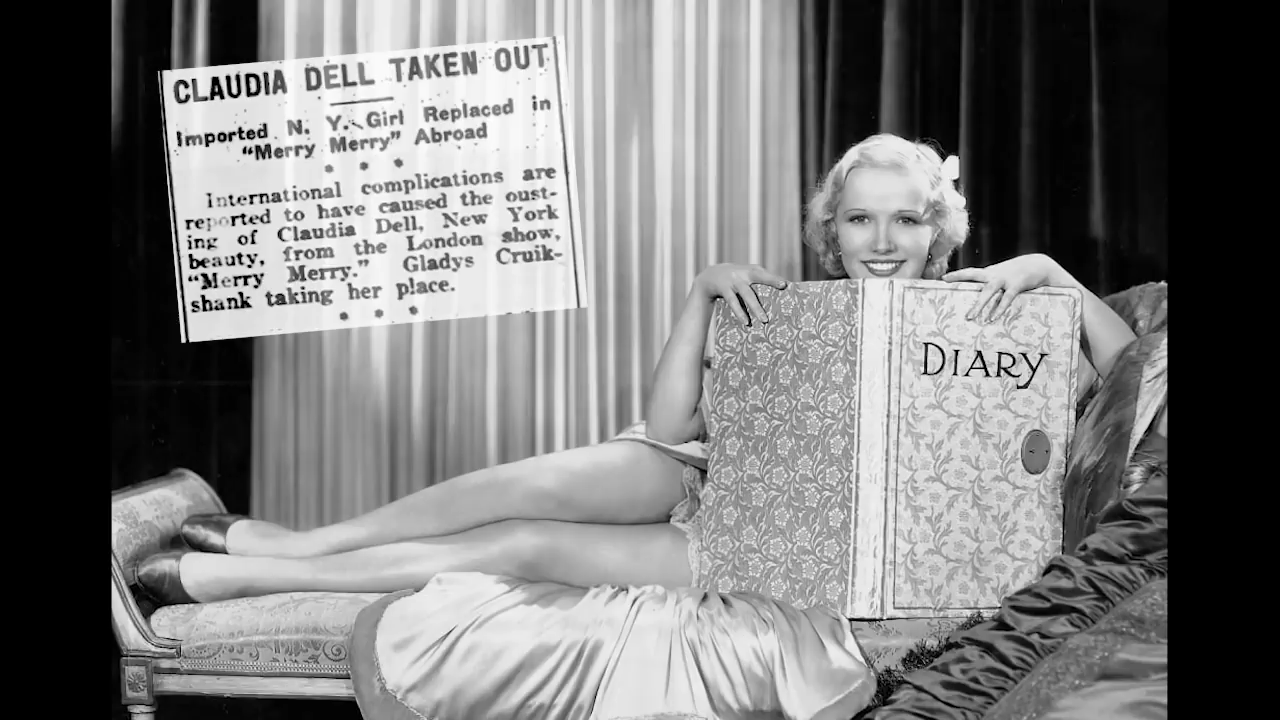 CLAUDIA DELL TAKEN OUT
Imported N. Y. Girl Replaced in
"Merry Merry" Abroad
International complications are
reported to have caused the oust-
ing of Claudia Dell, New York
beauty, from the London show,
"Merry Merry." Gladys Cruik-
shank taking her place.
DIARY